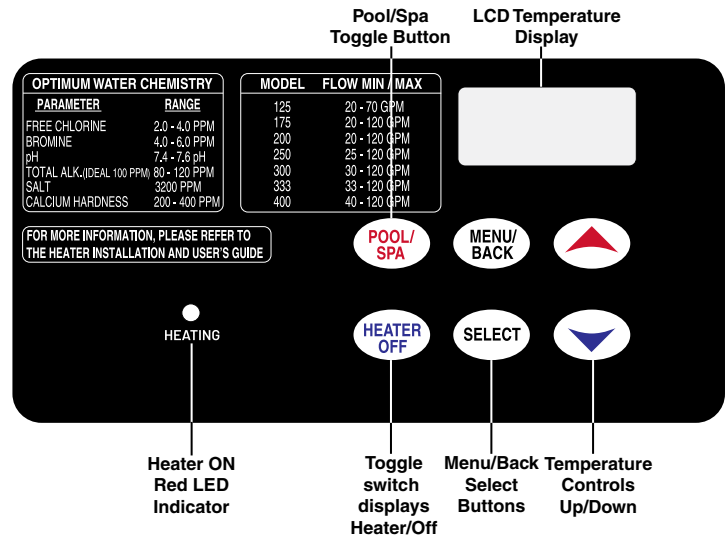 Pool/Spa
Toggle Button
LCD Temperature
Display
OPTIMUM WATER CHEMISTRY
PARAMETER RANGE
FREE CHLORINE 2.0 - 4.0 PPM
BROMINE 4.0 - 6.0 PPM
pH 7.4 - 7.6 pH
TOTAL ALK.(IDEAL 100 PPM) 80 - 120 PPM
SALT 3200 PPM
CALCIUM HARDNESS 200 - 400 PPM
MODEL FLOW MIN / MAX
125 20 - 70 GPM
175 20 - 120 GPM
200 20 - 120 GPM
250 25 - 120 GPM
300 30 - 120 GPM
333 33 - 120 GPM
400 40 - 120 GPM
FOR MORE INFORMATION, PLEASE REFER TO
THE HEATER INSTALLATION AND USER'S GUIDE
POOL/
SPA
MENU/
BACK
HEATING
HEATER
OFF
SELECT
Heater ON
Red LED
Indicator
Toggle
switch
displays
Heater/Off
Menu/Back
Select
Buttons
Temperature
Controls
Up/Down